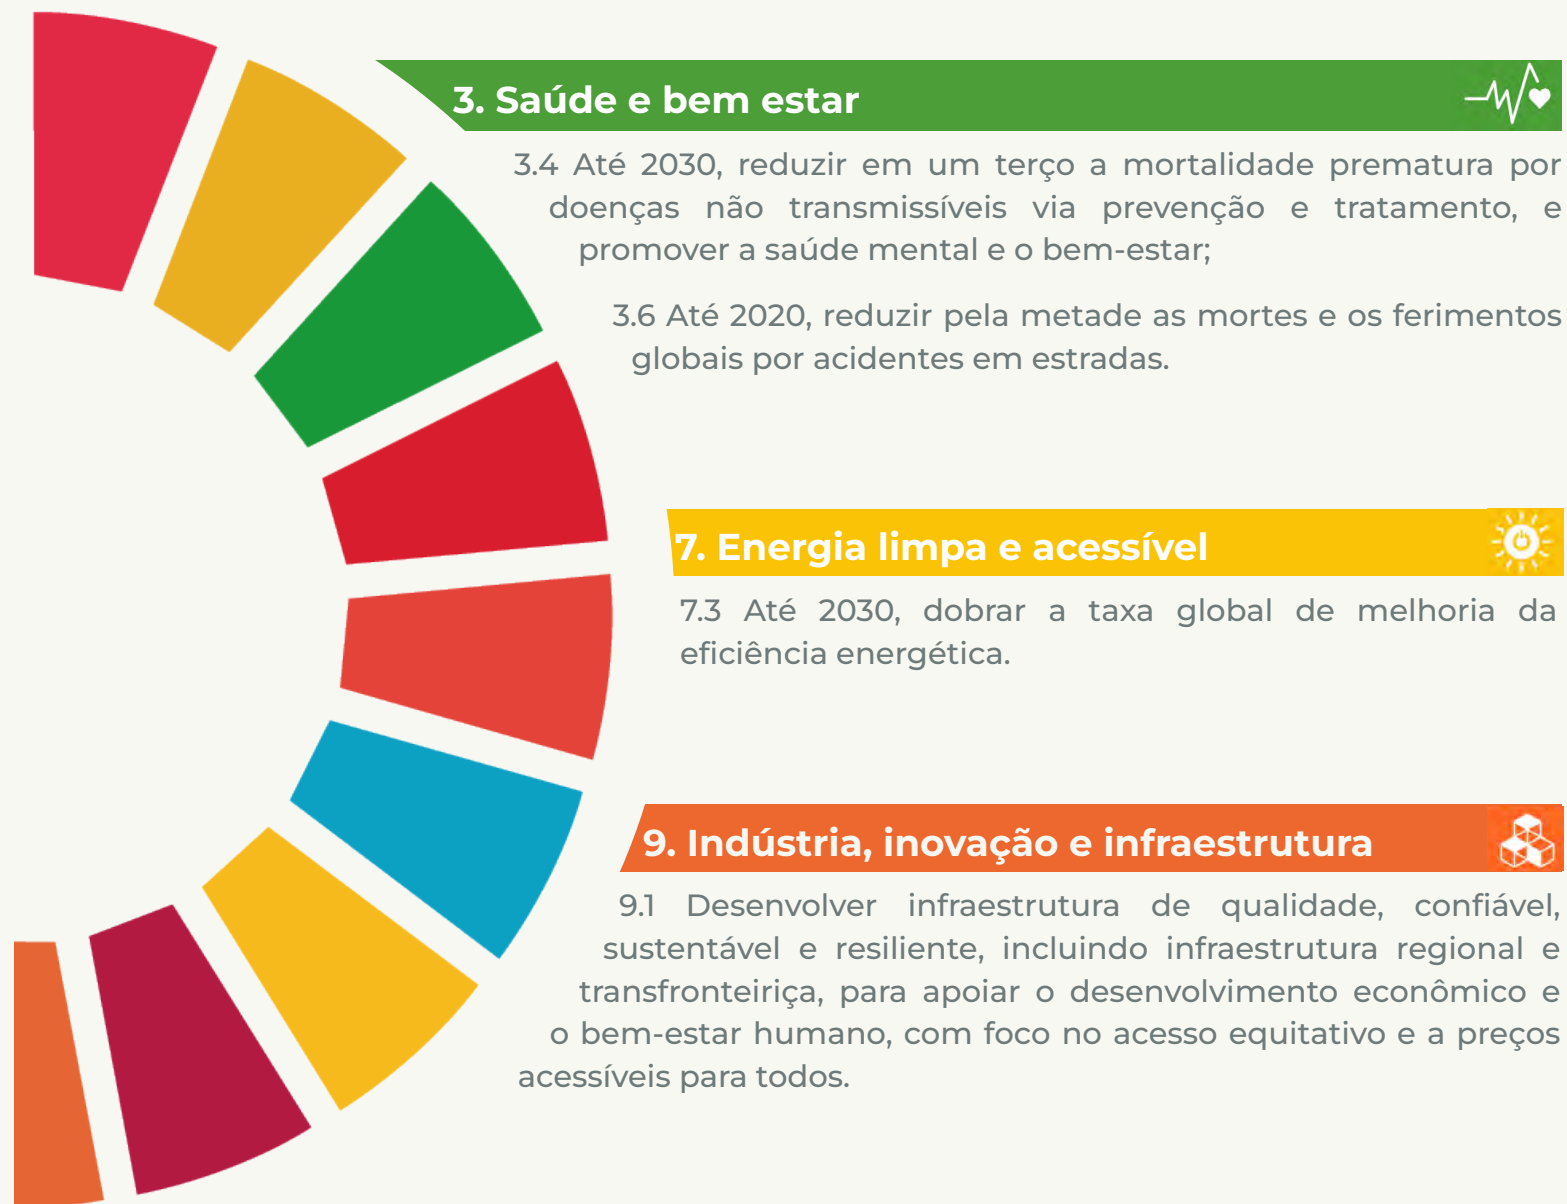 3. Saúde e bem estar
3.4 Até 2030, reduzir em um terço a mortalidade prematura por
doenças não transmissíveis via prevenção e tratamento, e
promover a saúde mental e o bem-estar;
3.6 Até 2020, reduzir pela metade as mortes e os ferimentos
globais por acidentes em estradas.
7. Energia limpa e acessível
7.3 Até 2030, dobrar a taxa global de melhoria da
eficiência energética.
9. Indústria, inovação e infraestrutura
9.1 Desenvolver infraestrutura de qualidade, confiável,
sustentável e resiliente, incluindo infraestrutura regional e
transfronteiriça, para apoiar o desenvolvimento econômico e
o bem-estar humano, com foco no acesso equitativo e a preços
acessíveis para todos.